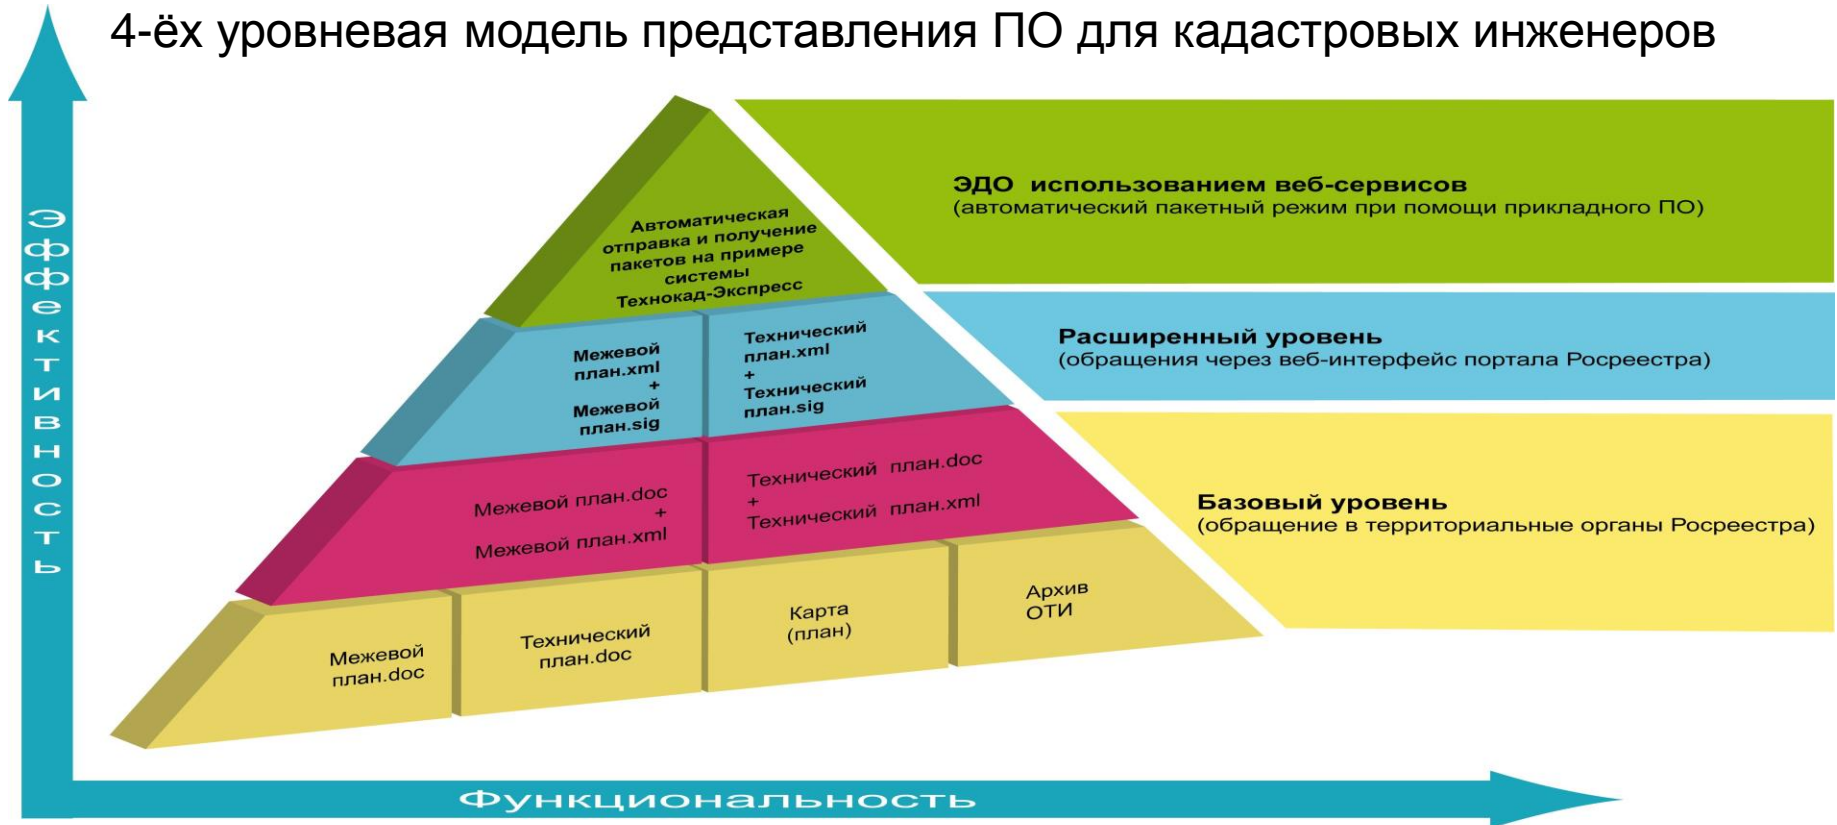 4-ёх уровневая модель представления ПО для кадастровых инженеров
Эффективность
Автоматическая
отправка и получение
пакетов на примере
системы
Технокад-Экспресс
ЭДО использованием веб-сервисов
(автоматический пакетный режим при помощи прикладного ПО)
Межевой
план.xml
+
Межевой
план.sig
Технический
план.xml
+
Технический
план.sig
Расширенный уровень
(обращения через веб-интерфейс портала Росреестра)
Межевой план.doc
+
Межевой план.xml
Технический план.doc
+
Технический план.xml
Базовый уровень
(обращение в территориальные органы Росреестра)
Межевой
план.doc
Технический
план.doc
Карта
(план)
Архив
ОТИ
Функциональность